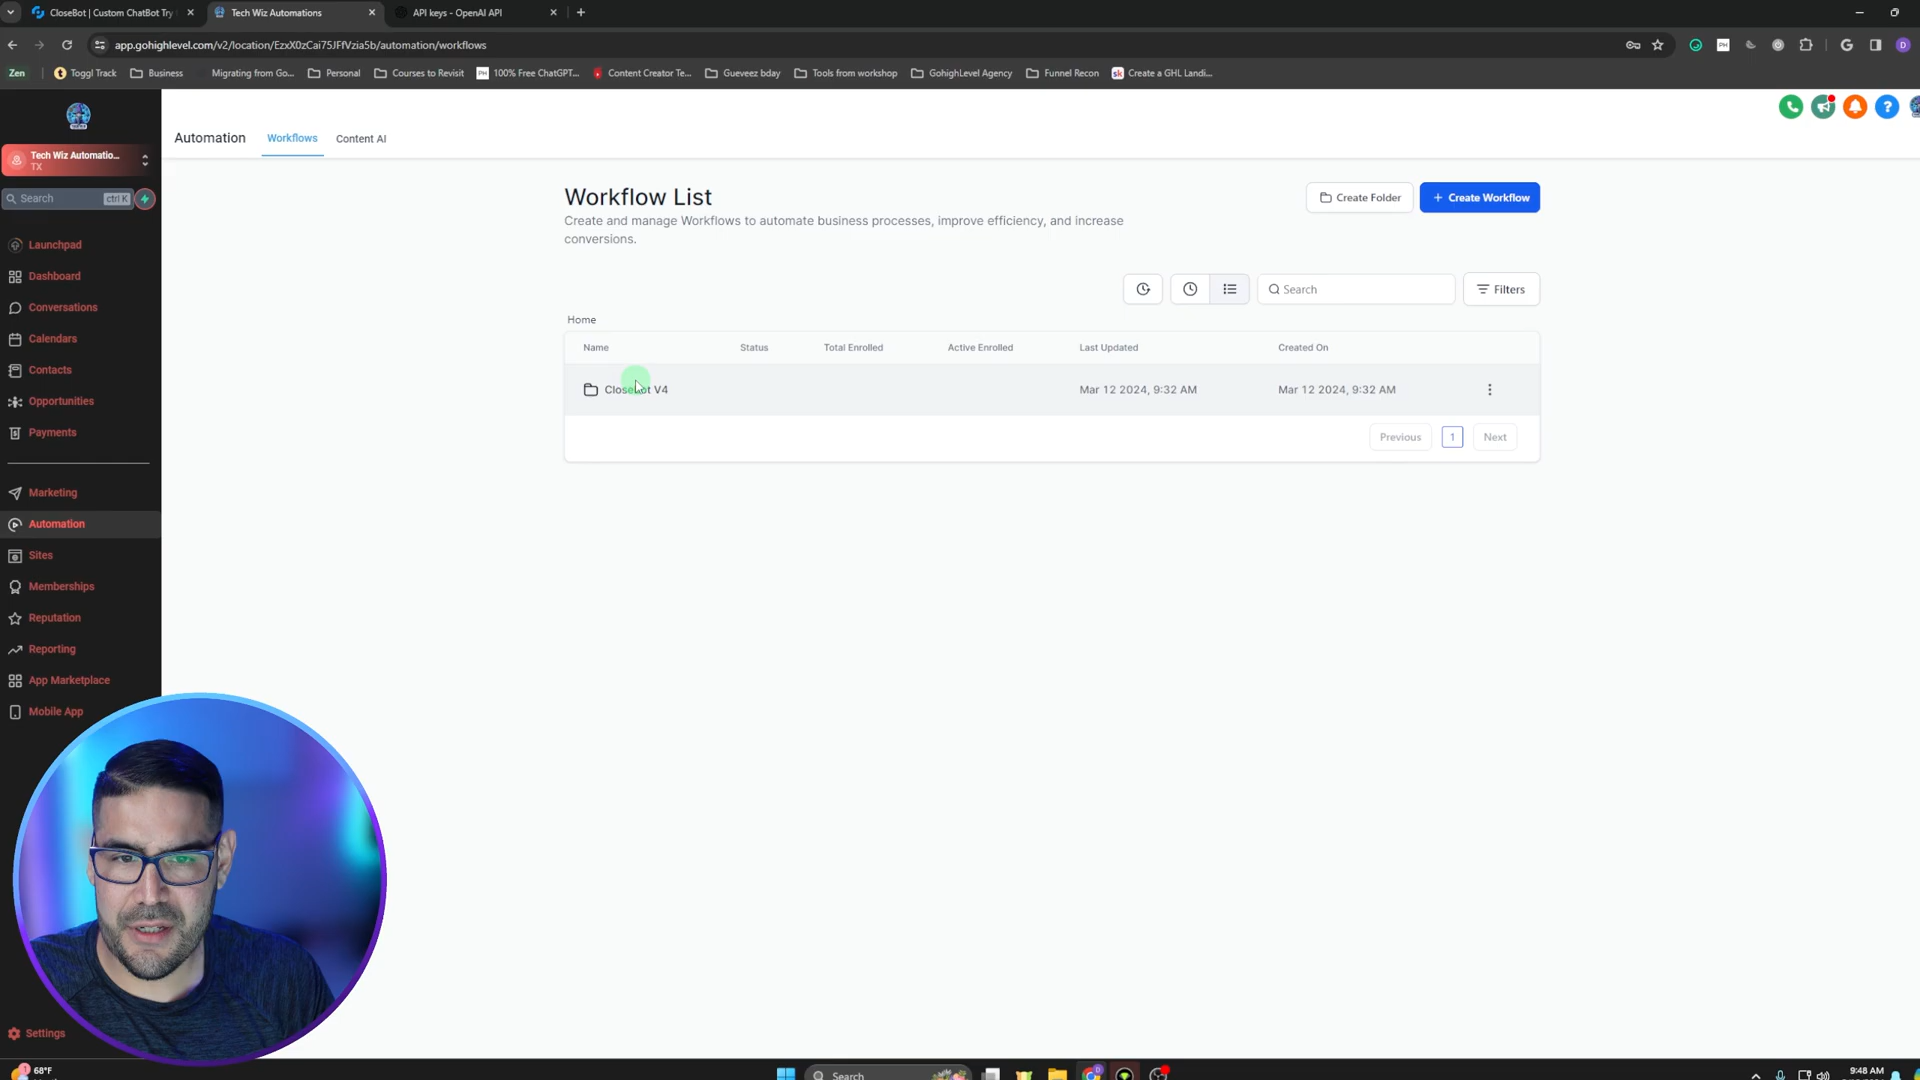 CloseBot | Custom ChatBot Try
Tech Wiz Automations
API keys - OpenAI API
app.gohighlevel.com/v2/location/EzxX0zCai75JFfVzia5b/automation/workflows
Zen
Toggl Track
Business
Migrating from Go...
Personal
Courses to Revisit
PH
100% Free ChatGPT...
Content Creator Te...
Gueveez bday
Tools from workshop
GohighLevel Agency
Funnel Recon
sk
Create a GHL Landi...
Tech Wiz Automatio...
TX
Search
ctrl K
Launchpad
Dashboard
Conversations
Calendars
Contacts
Opportunities
Payments
Marketing
Automation
Sites
Memberships
Reputation
Reporting
App Marketplace
Mobile App
Settings
Automation
Workflows
Content AI
Workflow List
Create and manage Workflows to automate business processes, improve efficiency, and increase
conversions.
Create Folder
+ Create Workflow
Search
Filters
Home
Name
Status
Total Enrolled
Active Enrolled
Last Updated
Created On
CloseBot V4
Mar 12 2024, 9:32 AM
Mar 12 2024, 9:32 AM
Previous
1
Next
68°F
Search
9:48 AM